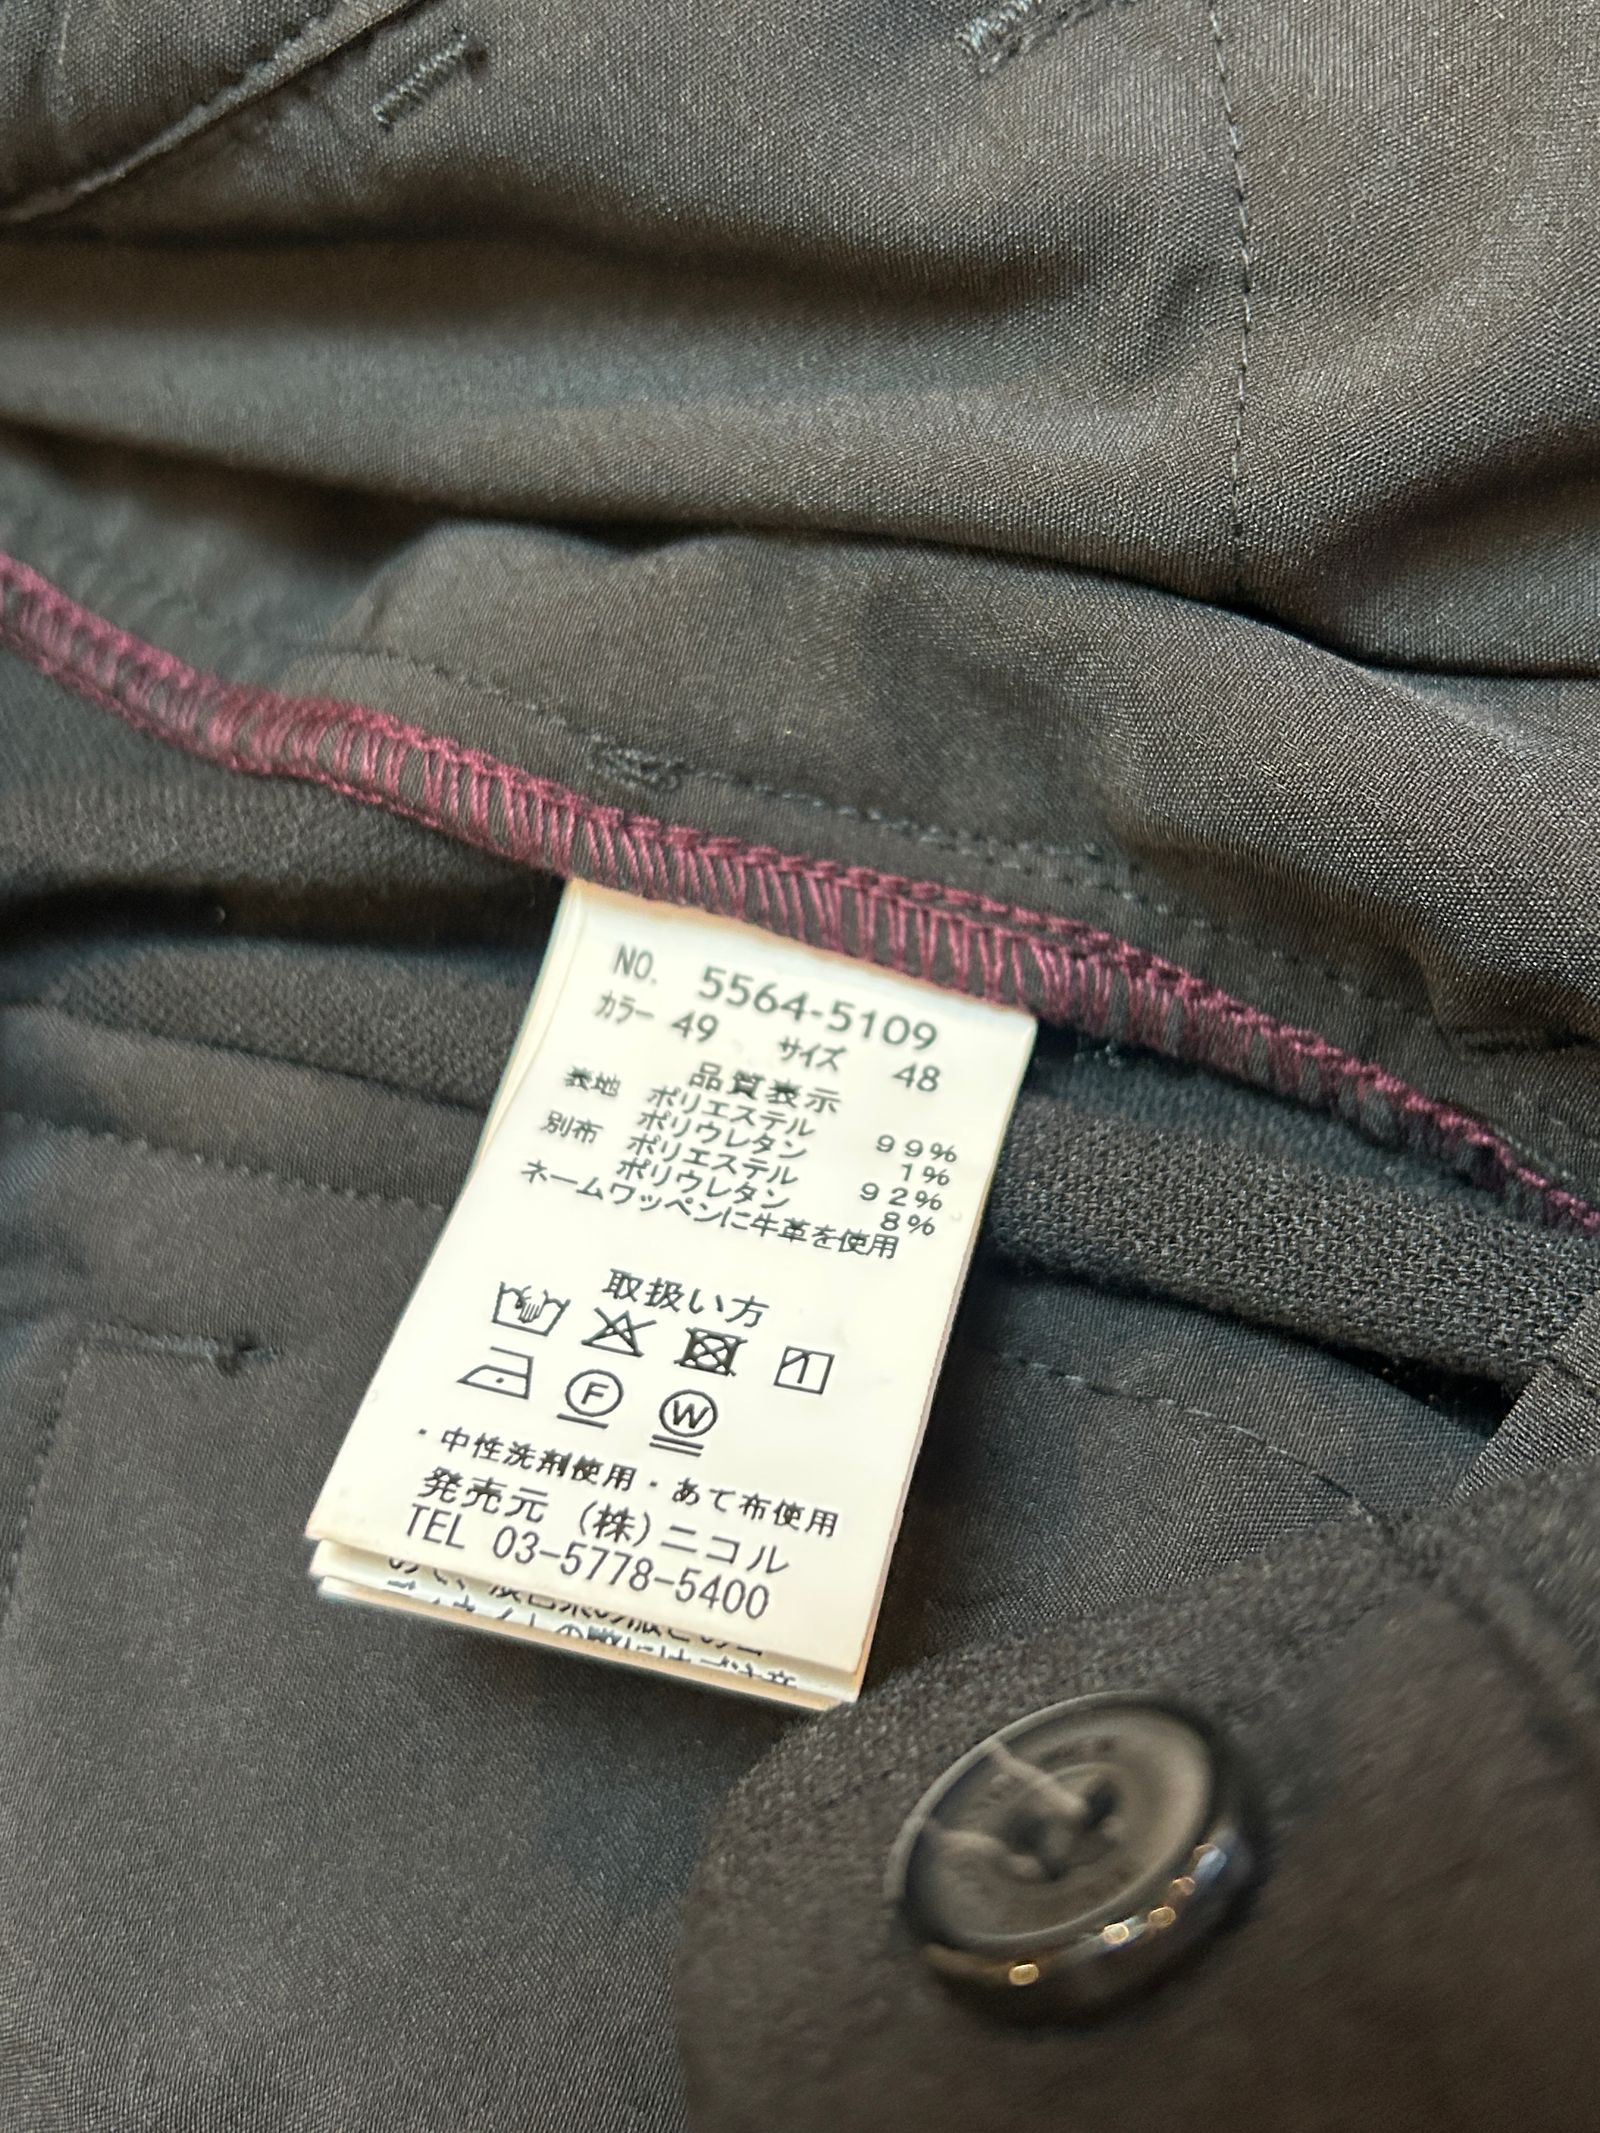 NO. 5564-5109
カラー 49 サイズ 48
品質表示
表地 ポリエステル 99%
ポリウレタン 1%
別布 ポリエステル 92%
ポリウレタン 8%
ネームワッペンに牛革を使用
取扱い方
1
F W
・中性洗剤使用・あて布使用
発売元 (株)ニコル
TEL 03-5778-5400